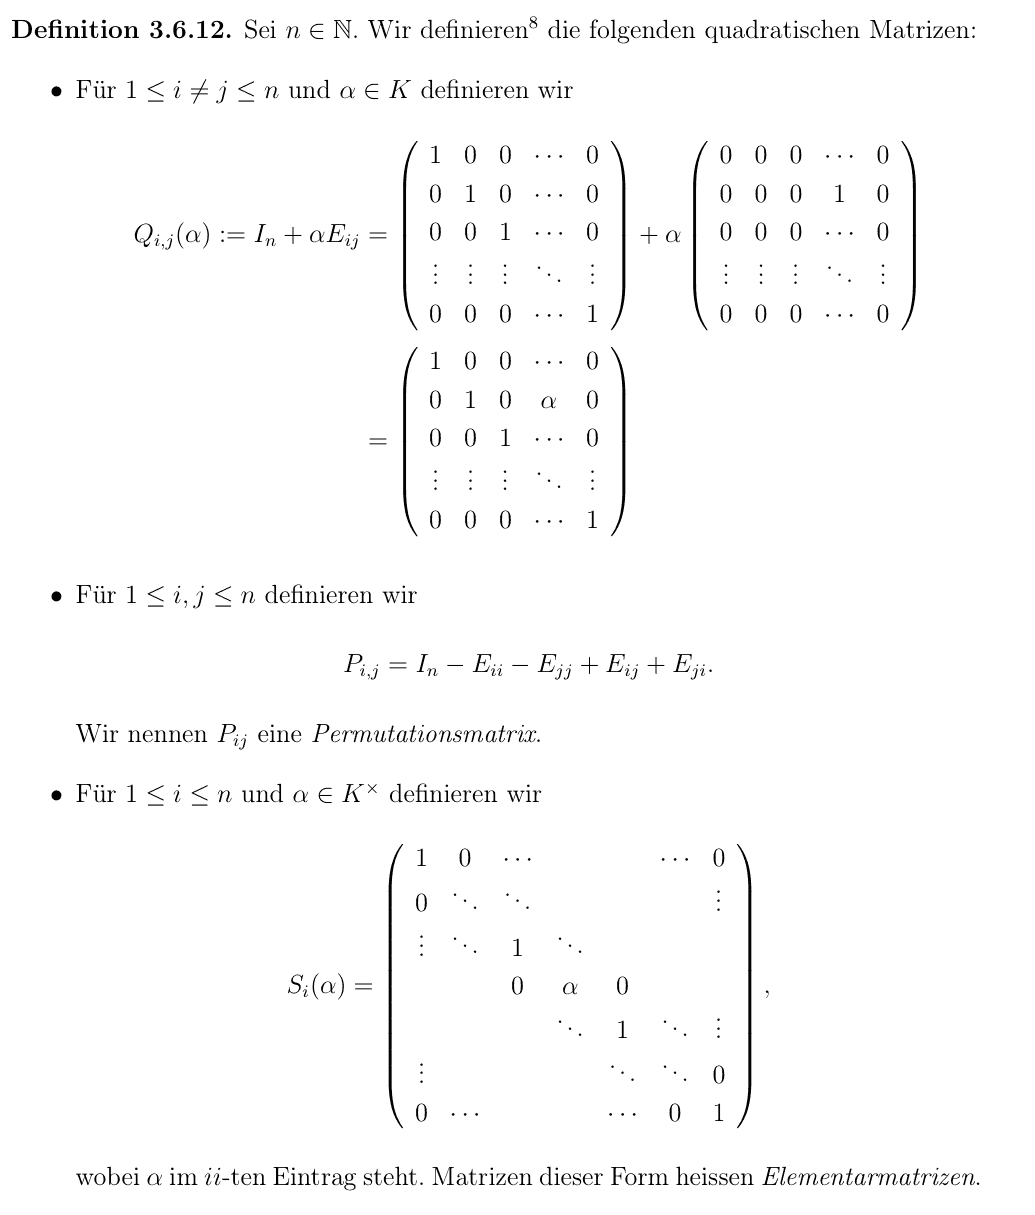 Definition 3.6.12. Sei n ∈ ℕ. Wir definieren⁸ die folgenden quadratischen Matrizen:
• Für 1 ≤ i ≠ j ≤ n und α ∈ K definieren wir
1 0 0 ⋯ 0 0 0 0 ⋯ 0
0 1 0 ⋯ 0 0 0 0 1 0
Q_{i,j}(α) := I_n + αE_{ij} = 0 0 1 ⋯ 0 + α 0 0 0 ⋯ 0
⋮ ⋮ ⋮ ⋱ ⋮ ⋮ ⋮ ⋮ ⋱ ⋮
0 0 0 ⋯ 1 0 0 0 ⋯ 0
1 0 0 ⋯ 0
0 1 0 α 0
= 0 0 1 ⋯ 0
⋮ ⋮ ⋮ ⋱ ⋮
0 0 0 ⋯ 1
• Für 1 ≤ i, j ≤ n definieren wir
P_{i,j} = I_n − E_{ii} − E_{jj} + E_{ij} + E_{ji}.
Wir nennen P_{ij} eine Permutationsmatrix.
• Für 1 ≤ i ≤ n und α ∈ K^× definieren wir
1 0 ⋯ ⋯ 0
0 ⋱ ⋱ ⋮
⋮ ⋱ 1 ⋱
S_i(α) = 0 α 0 ,
⋱ 1 ⋱ ⋮
⋮ ⋱ ⋱ 0
0 ⋯ ⋯ 0 1
wobei α im ii-ten Eintrag steht. Matrizen dieser Form heissen Elementarmatrizen.